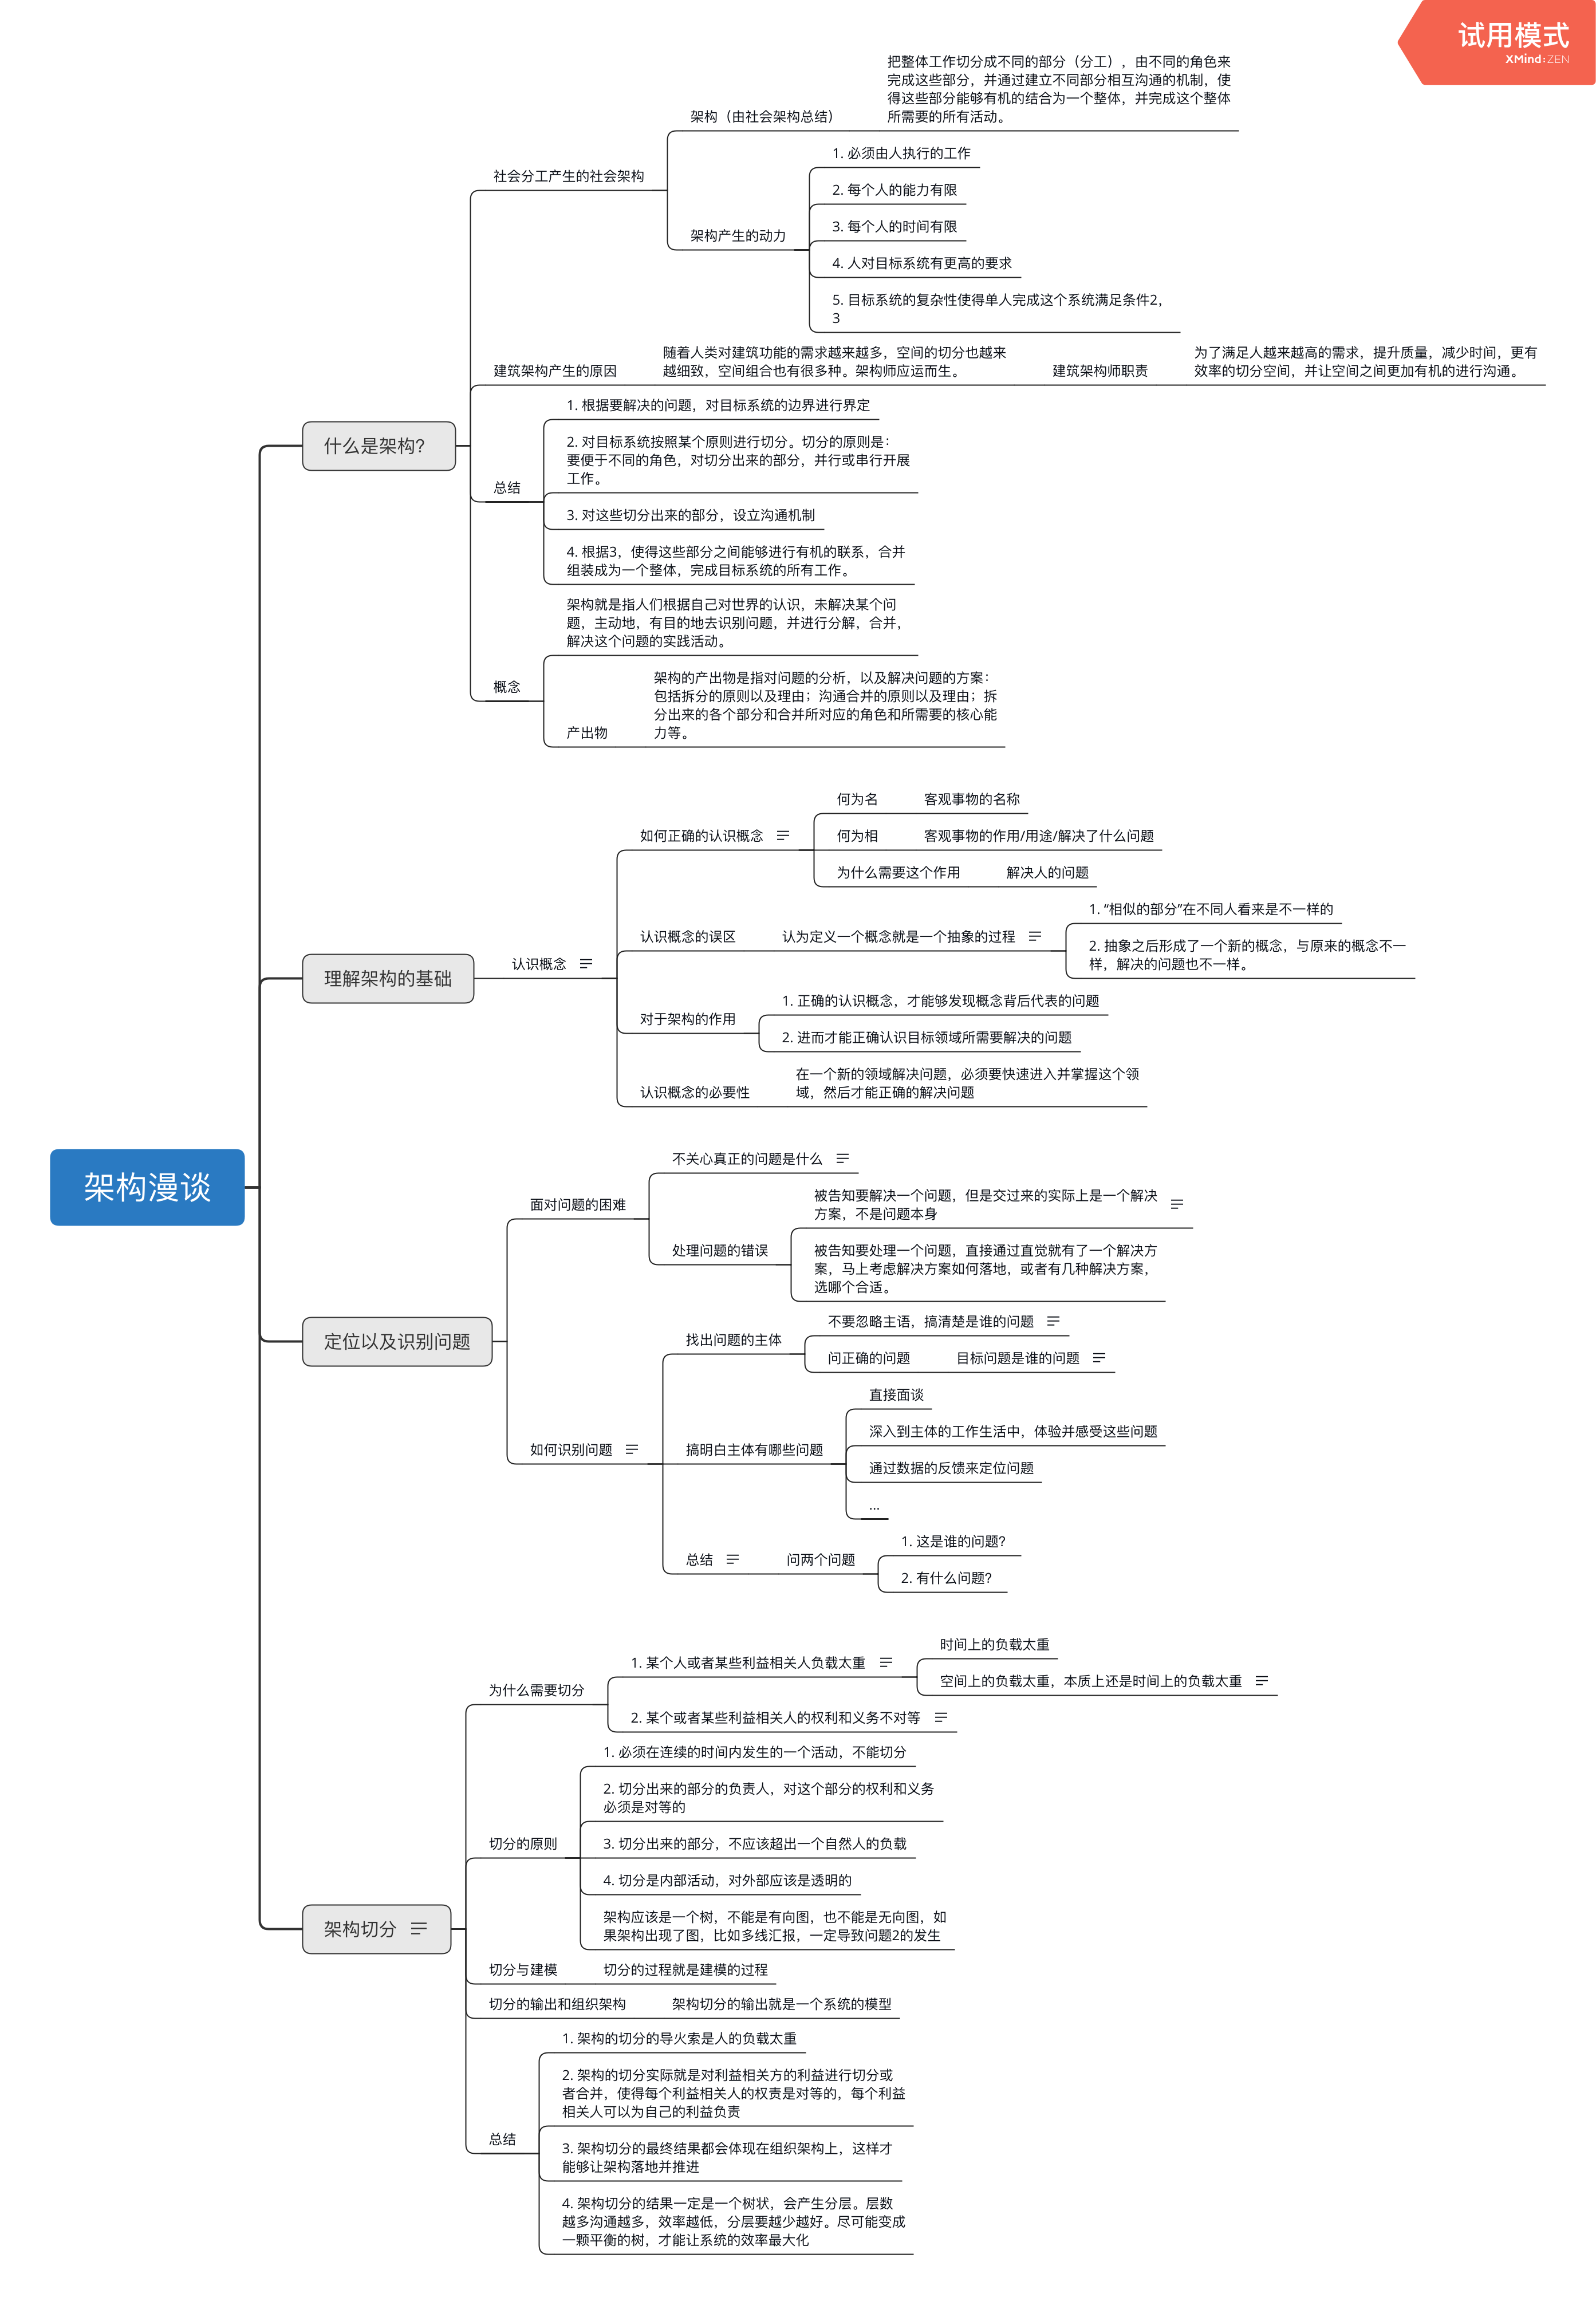 试用模式
XMind:ZEN
架构漫谈
什么是架构?
社会分工产生的社会架构
架构（由社会架构总结）
把整体工作切分成不同的部分（分工），由不同的角色来
完成这些部分，并通过建立不同部分相互沟通的机制，使
得这些部分能够有机的结合为一个整体，并完成这个整体
所需要的所有活动。
架构产生的动力
1. 必须由人执行的工作
2. 每个人的能力有限
3. 每个人的时间有限
4. 人对目标系统有更高的要求
5. 目标系统的复杂性使得单人完成这个系统满足条件2，
3
建筑架构产生的原因
随着人类对建筑功能的需求越来越多，空间的切分也越来
越细致，空间组合也有很多种。架构师应运而生。
建筑架构师职责
为了满足人越来越高的需求，提升质量，减少时间，更有
效率的切分空间，并让空间之间更加有机的进行沟通。
总结
1. 根据要解决的问题，对目标系统的边界进行界定
2. 对目标系统按照某个原则进行切分。切分的原则是：
要便于不同的角色，对切分出来的部分，并行或串行开展
工作。
3. 对这些切分出来的部分，设立沟通机制
4. 根据3，使得这些部分之间能够进行有机的联系，合并
组装成为一个整体，完成目标系统的所有工作。
概念
架构就是指人们根据自己对世界的认识，未解决某个问
题，主动地，有目的地去识别问题，并进行分解，合并，
解决这个问题的实践活动。
产出物
架构的产出物是指对问题的分析，以及解决问题的方案：
包括拆分的原则以及理由；沟通合并的原则以及理由；拆
分出来的各个部分和合并所对应的角色和所需要的核心能
力等。
理解架构的基础
认识概念
如何正确的认识概念
何为名
客观事物的名称
何为相
客观事物的作用/用途/解决了什么问题
为什么需要这个作用
解决人的问题
认识概念的误区
认为定义一个概念就是一个抽象的过程
1. “相似的部分”在不同人看来是不一样的
2. 抽象之后形成了一个新的概念，与原来的概念不一
样，解决的问题也不一样。
对于架构的作用
1. 正确的认识概念，才能够发现概念背后代表的问题
2. 进而才能正确认识目标领域所需要解决的问题
认识概念的必要性
在一个新的领域解决问题，必须要快速进入并掌握这个领
域，然后才能正确的解决问题
定位以及识别问题
面对问题的困难
不关心真正的问题是什么
处理问题的错误
被告知要解决一个问题，但是交过来的实际上是一个解决
方案，不是问题本身
被告知要处理一个问题，直接通过直觉就有了一个解决方
案，马上考虑解决方案如何落地，或者有几种解决方案，
选哪个合适。
如何识别问题
找出问题的主体
不要忽略主语，搞清楚是谁的问题
问正确的问题
目标问题是谁的问题
搞明白主体有哪些问题
直接面谈
深入到主体的工作生活中，体验并感受这些问题
通过数据的反馈来定位问题
...
总结
问两个问题
1. 这是谁的问题?
2. 有什么问题?
架构切分
为什么需要切分
1. 某个人或者某些利益相关人负载太重
时间上的负载太重
空间上的负载太重，本质上还是时间上的负载太重
2. 某个或者某些利益相关人的权利和义务不对等
切分的原则
1. 必须在连续的时间内发生的一个活动，不能切分
2. 切分出来的部分的负责人，对这个部分的权利和义务
必须是对等的
3. 切分出来的部分，不应该超出一个自然人的负载
4. 切分是内部活动，对外部应该是透明的
架构应该是一个树，不能是有向图，也不能是无向图，如
果架构出现了图，比如多线汇报，一定导致问题2的发生
切分与建模
切分的过程就是建模的过程
切分的输出和组织架构
架构切分的输出就是一个系统的模型
总结
1. 架构的切分的导火索是人的负载太重
2. 架构的切分实际就是对利益相关方的利益进行切分或
者合并，使得每个利益相关人的权责是对等的，每个利益
相关人可以为自己的利益负责
3. 架构切分的最终结果都会体现在组织架构上，这样才
能够让架构落地并推进
4. 架构切分的结果一定是一个树状，会产生分层。层数
越多沟通越多，效率越低，分层要越少越好。尽可能变成
一颗平衡的树，才能让系统的效率最大化